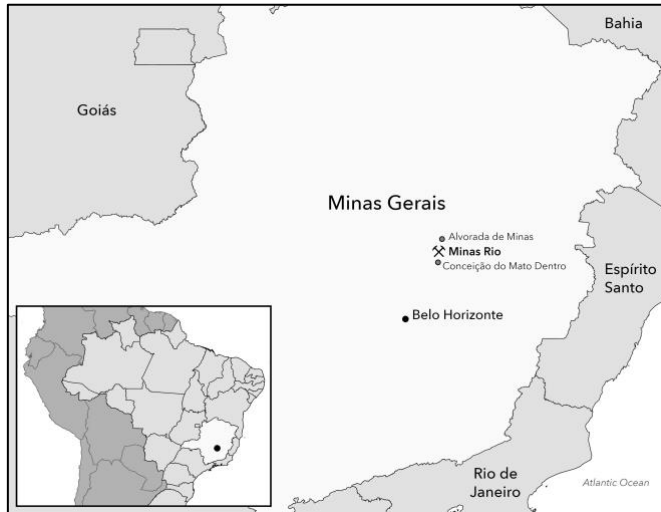 Bahia
Goiás
Minas Gerais
Alvorada de Minas
Minas Rio
Conceição do Mato Dentro
Espírito
Santo
Belo Horizonte
Rio de
Janeiro
Atlantic Ocean